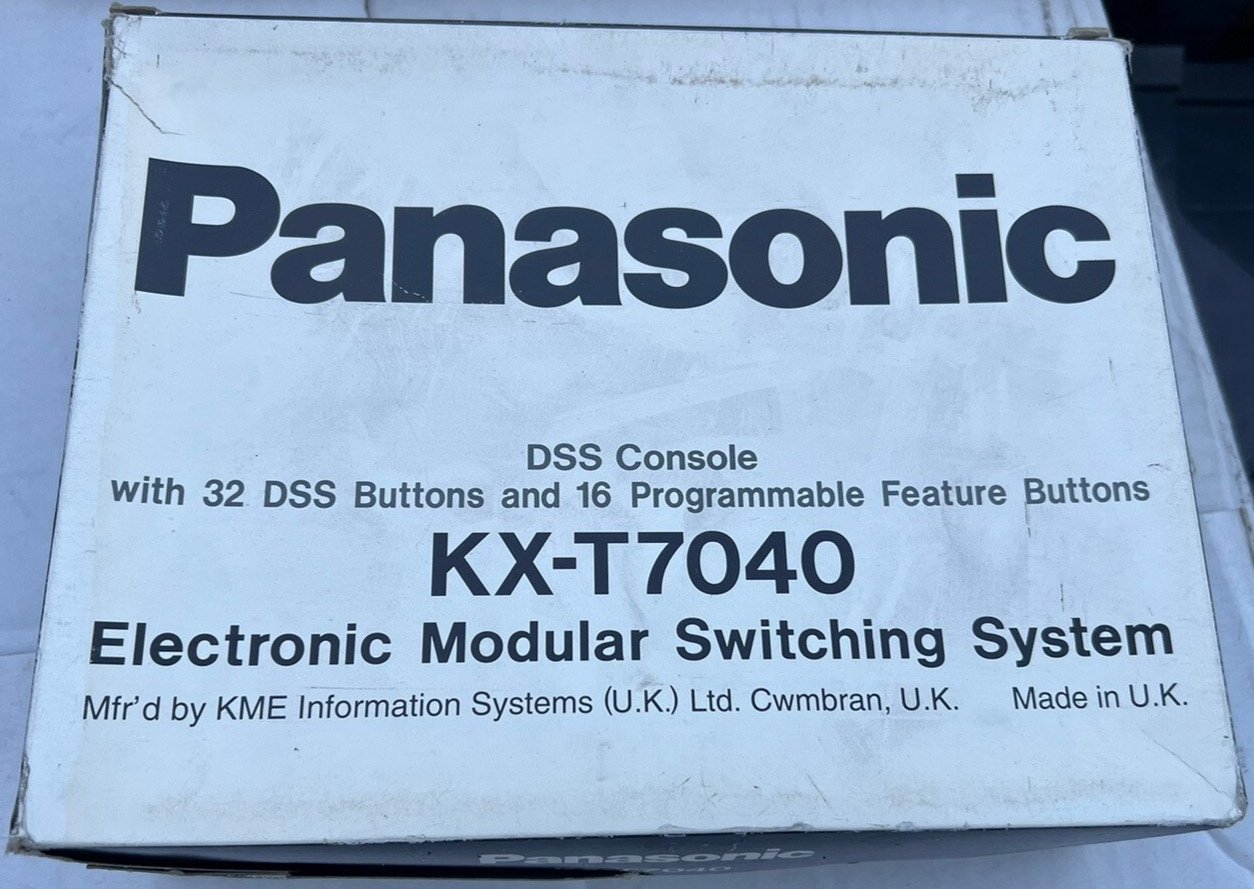 Panasonic
DSS Console
with 32 DSS Buttons and 16 Programmable Feature Buttons
KX-T7040
Electronic Modular Switching System
Mfr'd by KME Information Systems (U.K.) Ltd. Cwmbran, U.K. Made in U.K.
Panasonic